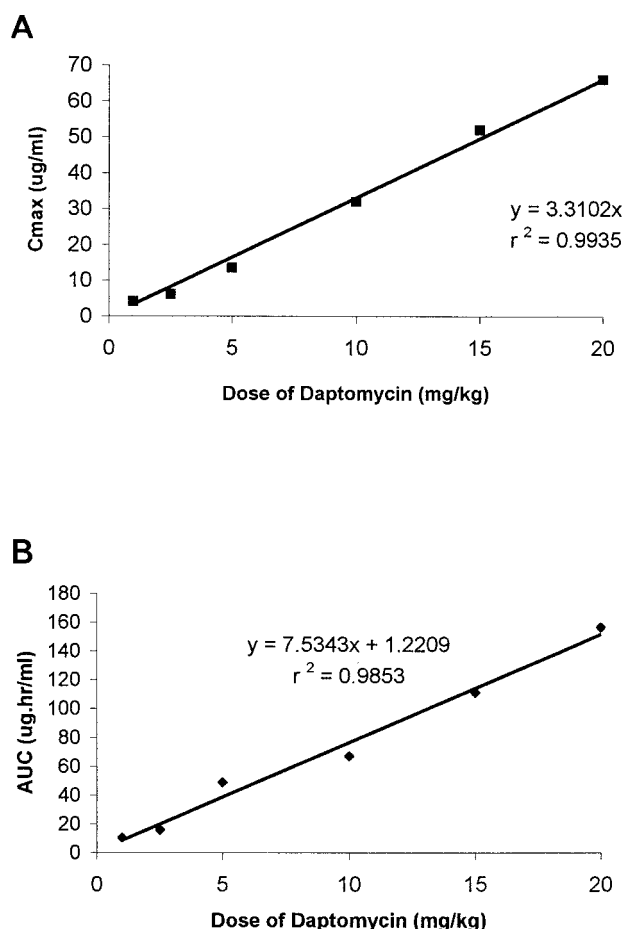 A
70
60
50
40
30
20
10
0
Cmax (ug/ml)
y = 3.3102x
r 2 = 0.9935
0 5 10 15 20
Dose of Daptomycin (mg/kg)
B
180
160
140
120
100
80
60
40
20
0
AUC (ug.hr/ml)
y = 7.5343x + 1.2209
r 2 = 0.9853
0 5 10 15 20
Dose of Daptomycin (mg/kg)